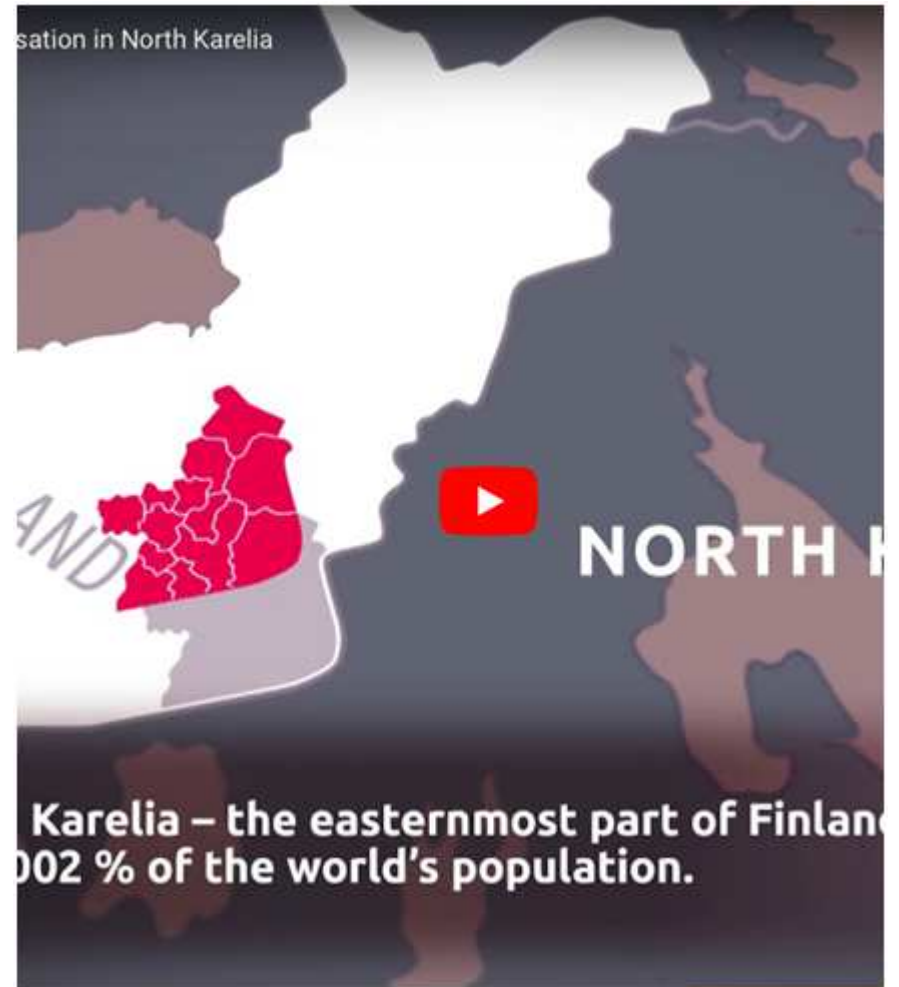 sation in North Karelia
AND
NORTH K
Karelia – the easternmost part of Finlan
002 % of the world's population.